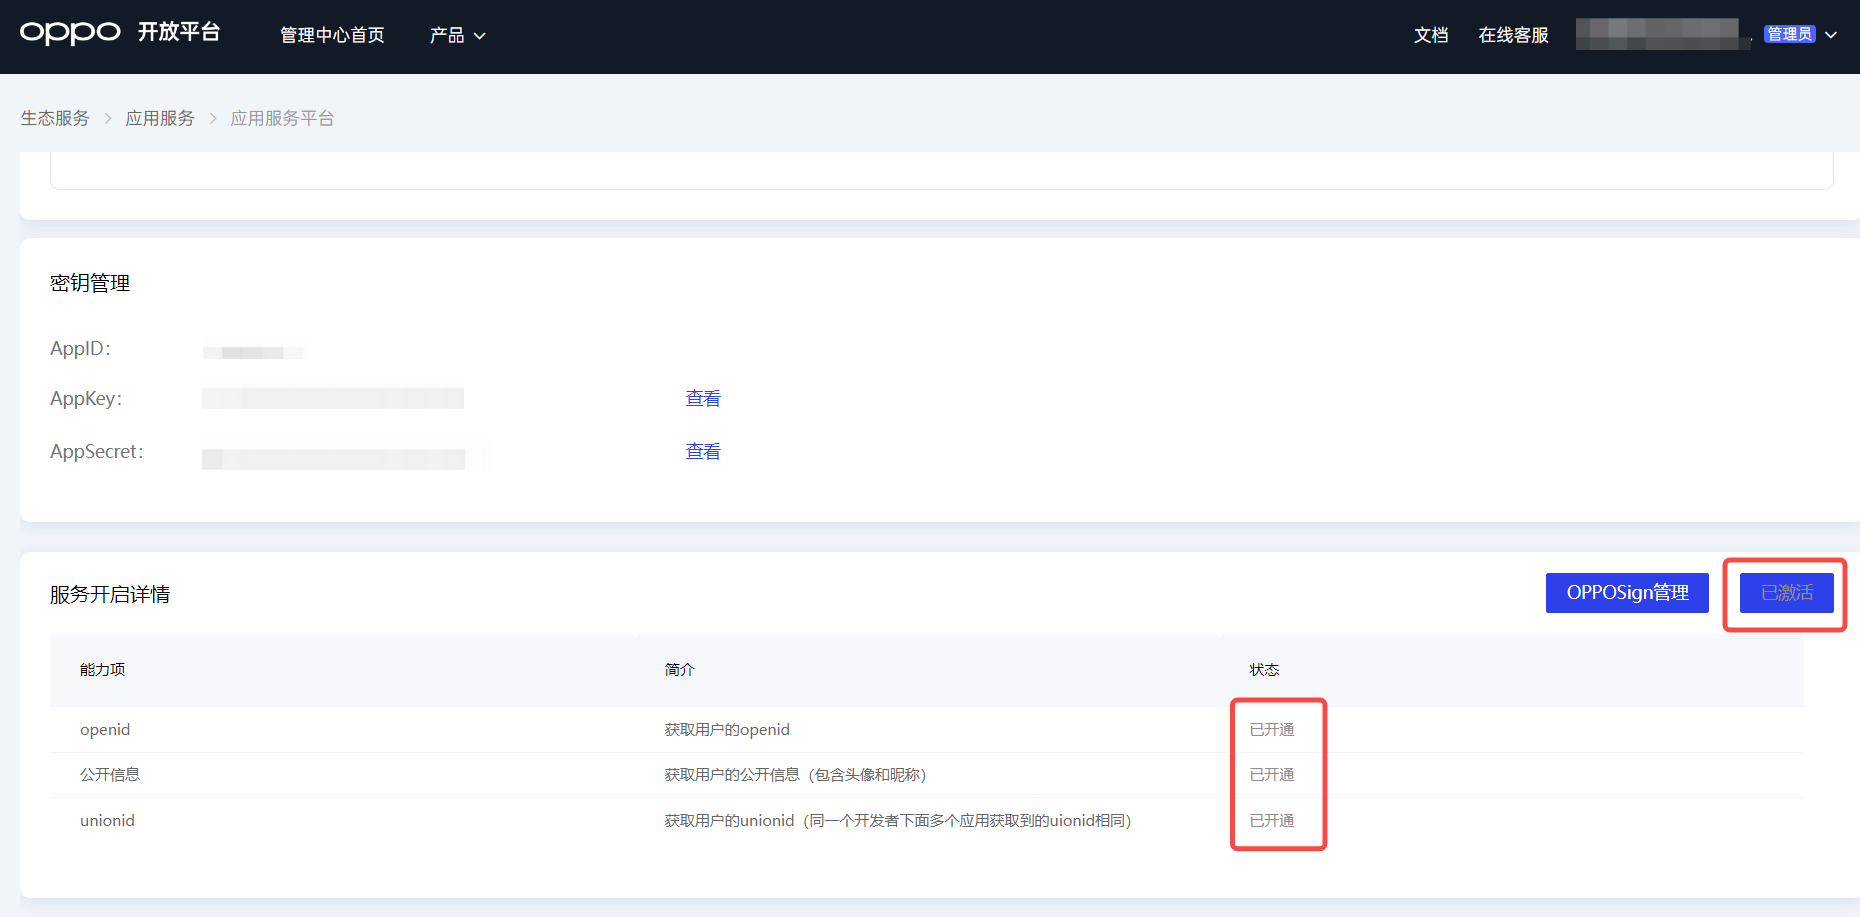 oppo 开放平台 管理中心首页 产品 文档 在线客服 管理员
生态服务 > 应用服务 > 应用服务平台
密钥管理
AppID:
AppKey: 查看
AppSecret: 查看
服务开启详情 OPPOSign管理 已激活
能力项 简介 状态
openid 获取用户的openid 已开通
公开信息 获取用户的公开信息（包含头像和昵称） 已开通
unionid 获取用户的unionid（同一个开发者下面多个应用获取到的uionid相同） 已开通